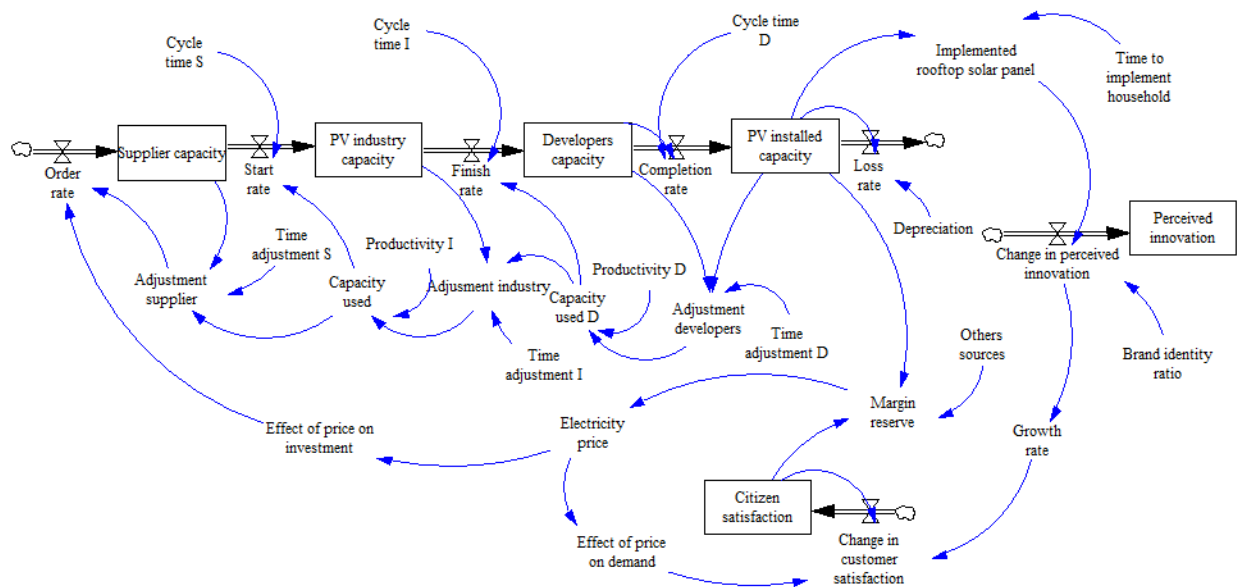 Cycle
time S
Cycle
time I
Cycle time
D
Implemented
rooftop solar panel
Time to
implement
household
Supplier capacity
PV industry
capacity
Developers
capacity
PV installed
capacity
Order
rate
Start
rate
Finish
rate
Completion
rate
Loss
rate
Depreciation
Perceived
innovation
Change in perceived
innovation
Time
adjustment S
Productivity I
Adjustment
supplier
Capacity
used
Adjusment industry
Capacity
used D
Productivity D
Adjustment
developers
Time
adjustment I
Time
adjustment D
Others
sources
Brand identity
ratio
Effect of price on
investment
Electricity
price
Margin
reserve
Growth
rate
Citizen
satisfaction
Effect of price
on demand
Change in
customer
satisfaction